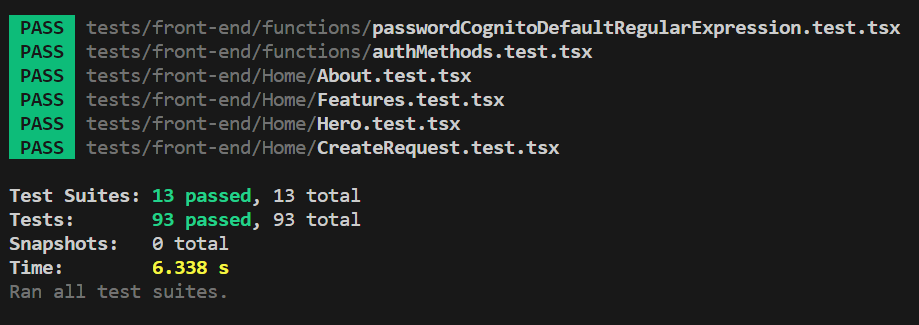 PASS tests/front-end/functions/passwordCognitoDefaultRegularExpression.test.tsx
PASS tests/front-end/functions/authMethods.test.tsx
PASS tests/front-end/Home/About.test.tsx
PASS tests/front-end/Home/Features.test.tsx
PASS tests/front-end/Home/Hero.test.tsx
PASS tests/front-end/Home/CreateRequest.test.tsx
Test Suites: 13 passed, 13 total
Tests: 93 passed, 93 total
Snapshots: 0 total
Time: 6.338 s
Ran all test suites.